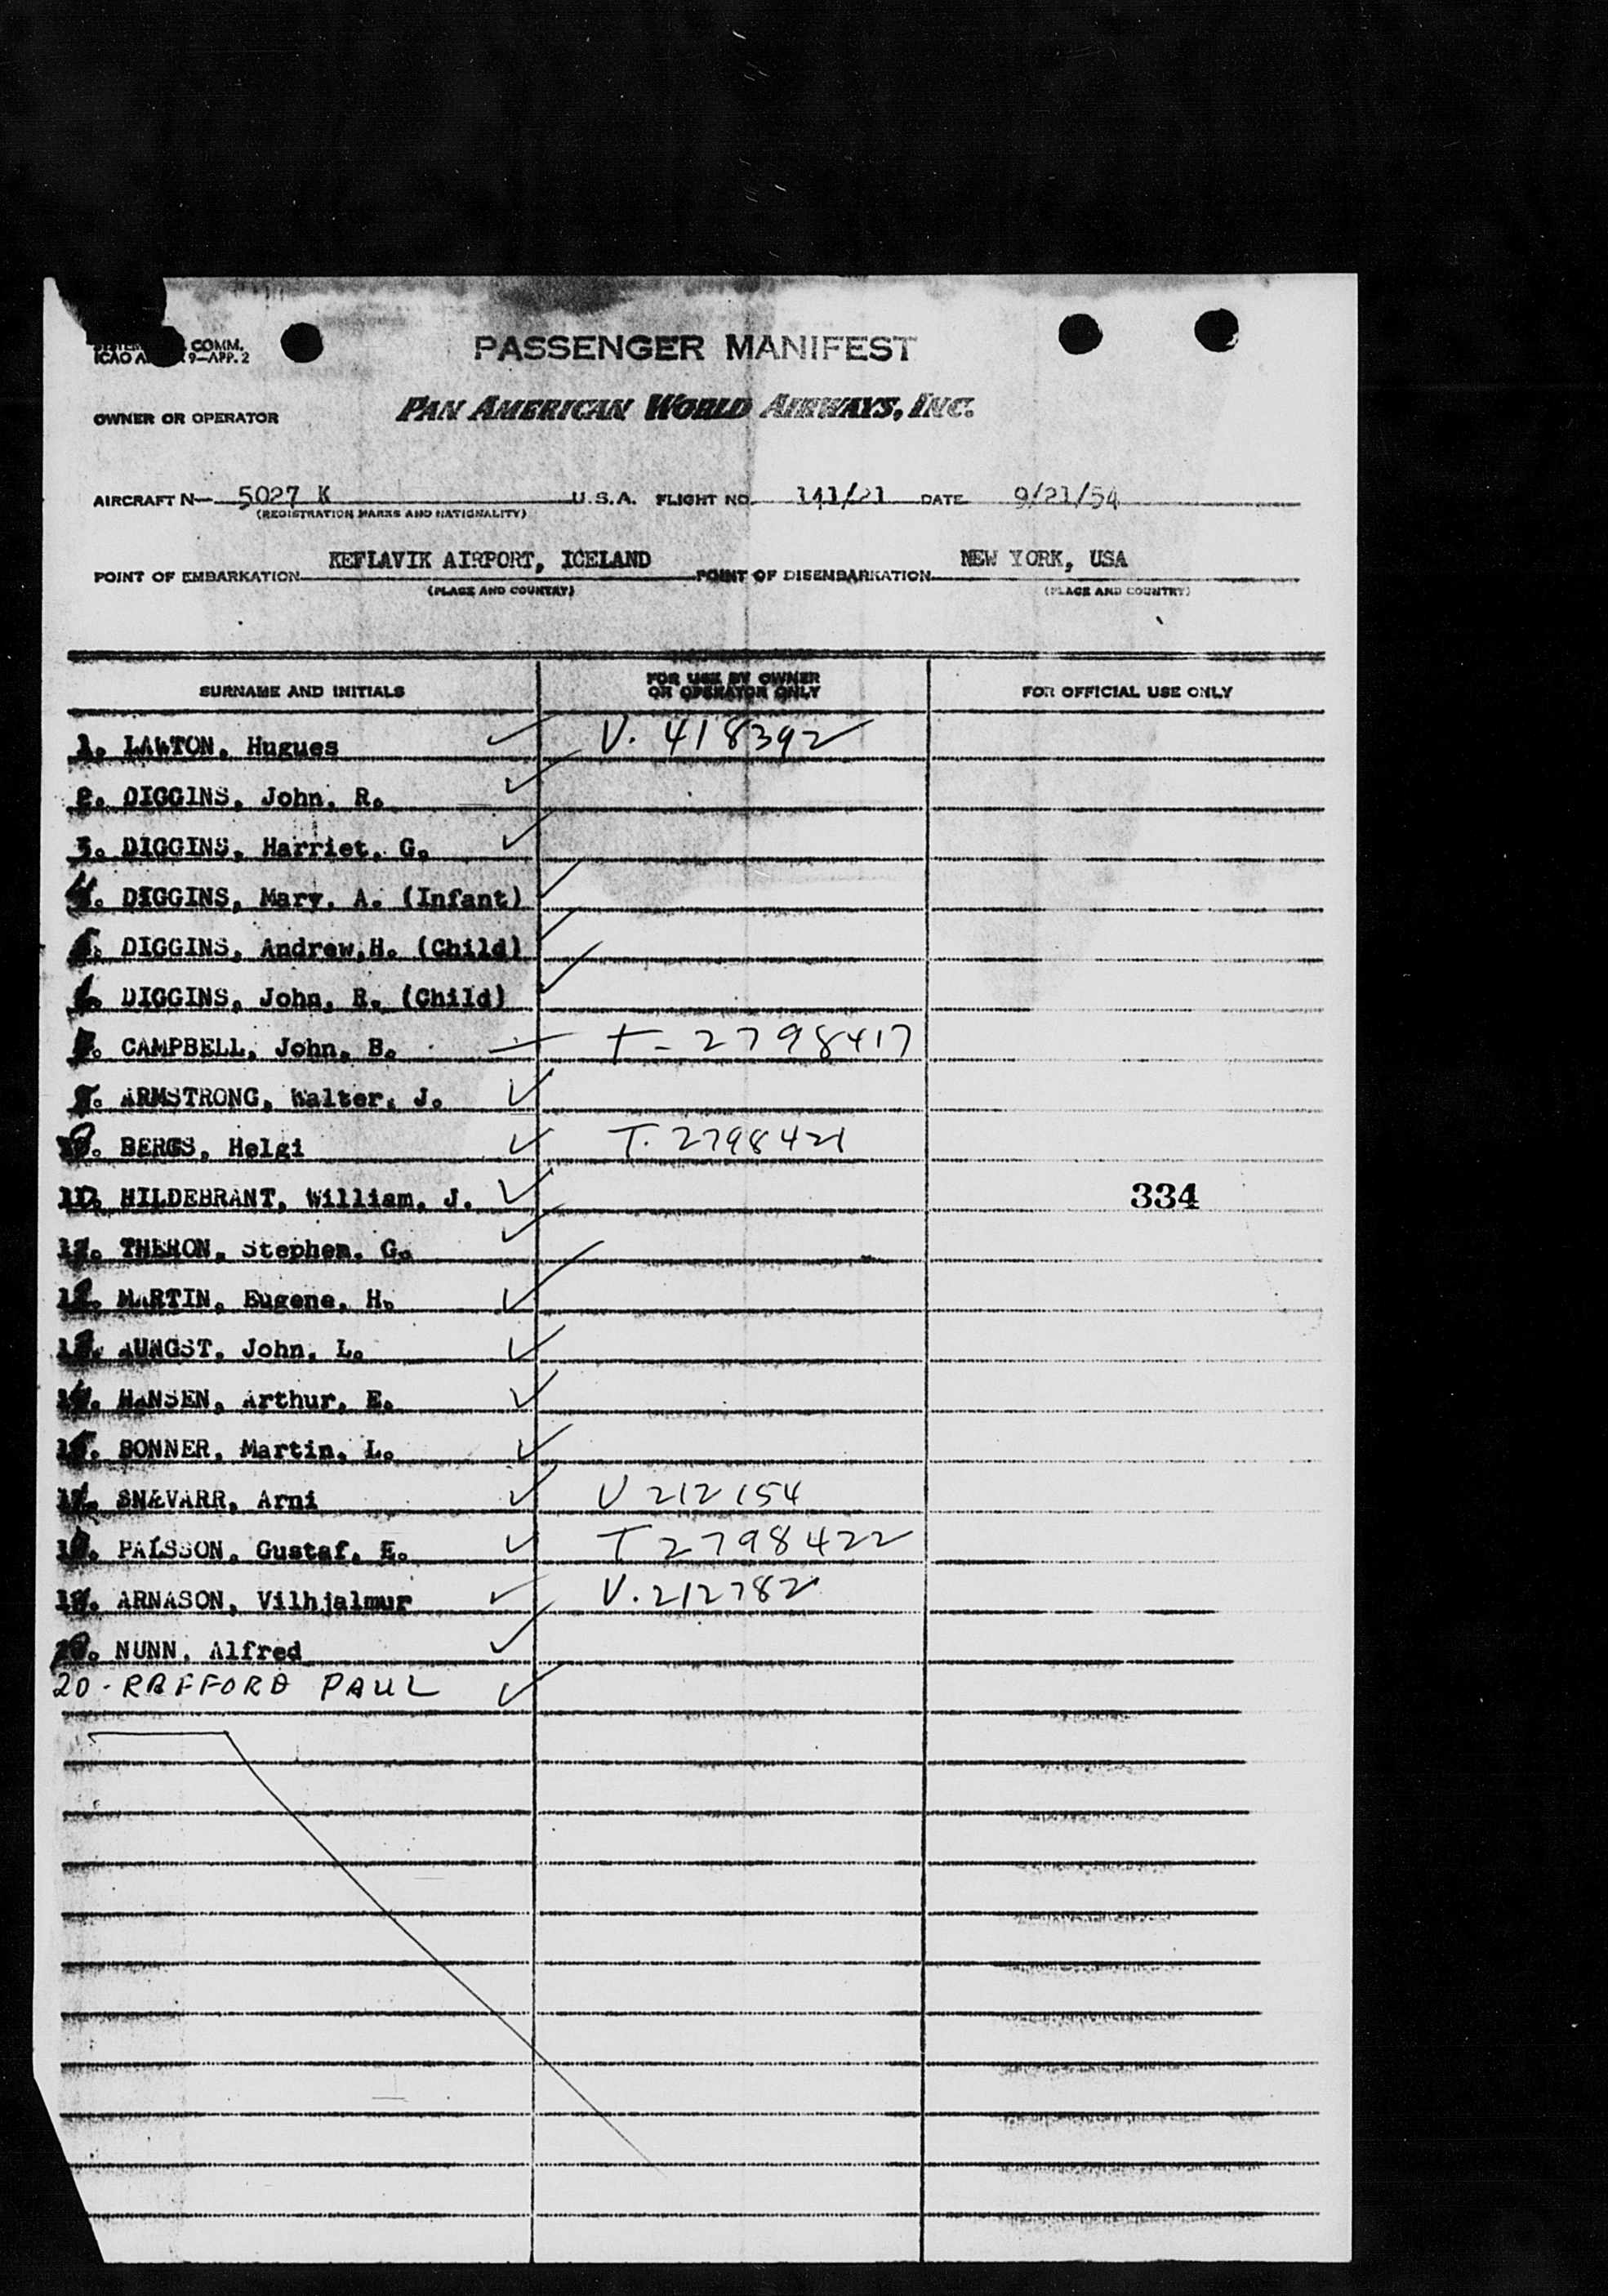 COMM.
ICAO A 9—APP. 2
PASSENGER MANIFEST
OWNER OR OPERATOR PAN AMERICAN WORLD AIRWAYS, INC.
AIRCRAFT N— 5027 K U.S.A. FLIGHT NO. 141/21 DATE 9/21/54
(REGISTRATION MARKS AND NATIONALITY)
POINT OF EMBARKATION KEFLAVIK AIRPORT, ICELAND POINT OF DISEMBARKATION NEW YORK, USA
(PLACE AND COUNTRY) (PLACE AND COUNTRY)
SURNAME AND INITIALS FOR USE BY OWNER OR OPERATOR ONLY FOR OFFICIAL USE ONLY
1. LAWTON, Hugues V. 418392
2. DIGGINS, John, R.
3. DIGGINS, Harriet, G.
4. DIGGINS, Mary, A. (Infant)
5. DIGGINS, Andrew,H. (Child)
6. DIGGINS, John, R. (Child)
7. CAMPBELL, John, B. T-2798417
8. ARMSTRONG, Walter, J.
9. BERGS, Helgi T. 2798421
10. HILDEBRANT, William, J. 334
11. THERON, Stephen, G.
12. MARTIN, Eugene, H.
13. AUNGST, John, L.
14. HANSEN, Arthur, E.
15. BONNER, Martin, L.
16. SNÆVARR, Arni V 212154
17. PALSSON, Gustaf, E. T 2798422
18. ARNASON, Vilhjalmur V. 212782
19. NUNN, Alfred
20 - RAFFORD PAUL